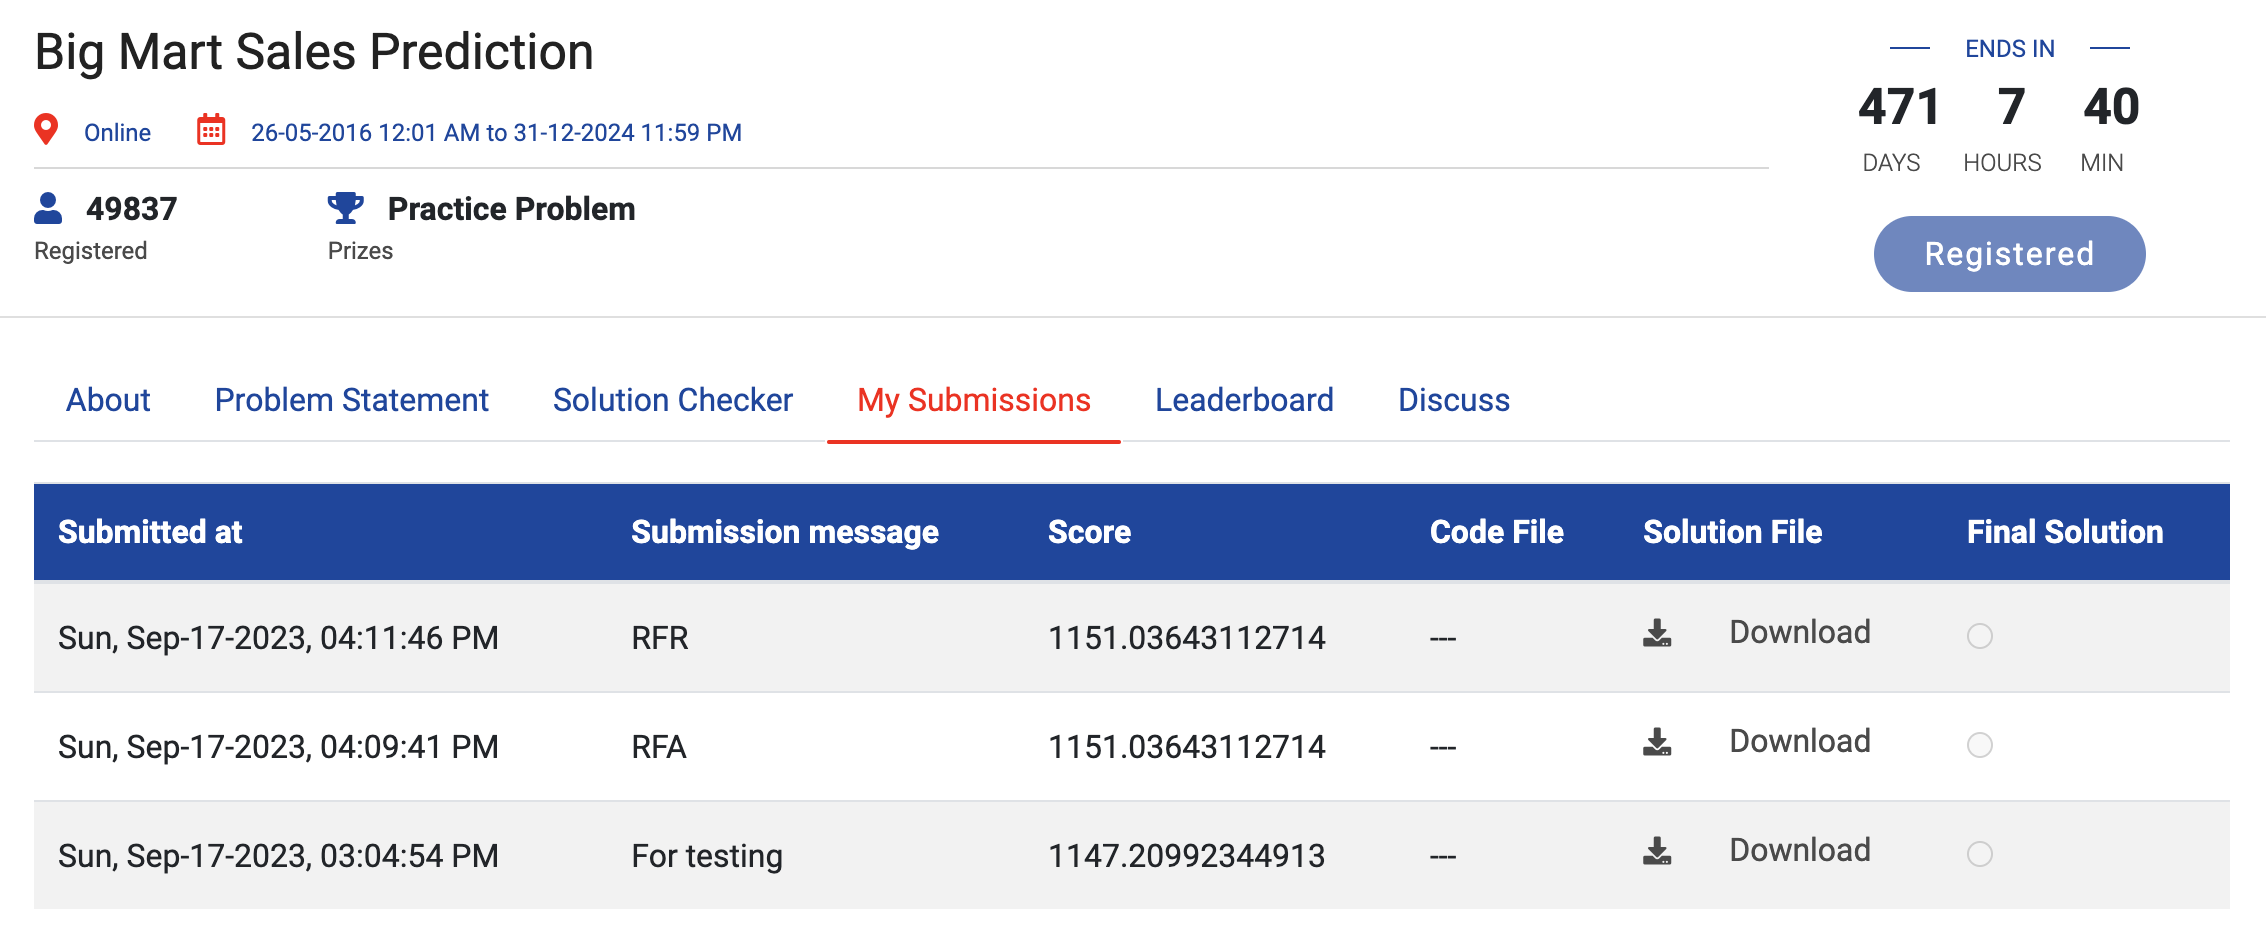 Big Mart Sales Prediction
ENDS IN
471 7 40
DAYS HOURS MIN
Online 26-05-2016 12:01 AM to 31-12-2024 11:59 PM
49837 Practice Problem
Registered Prizes
Registered
About Problem Statement Solution Checker My Submissions Leaderboard Discuss
Submitted at Submission message Score Code File Solution File Final Solution
Sun, Sep-17-2023, 04:11:46 PM RFR 1151.03643112714 --- Download
Sun, Sep-17-2023, 04:09:41 PM RFA 1151.03643112714 --- Download
Sun, Sep-17-2023, 03:04:54 PM For testing 1147.20992344913 --- Download